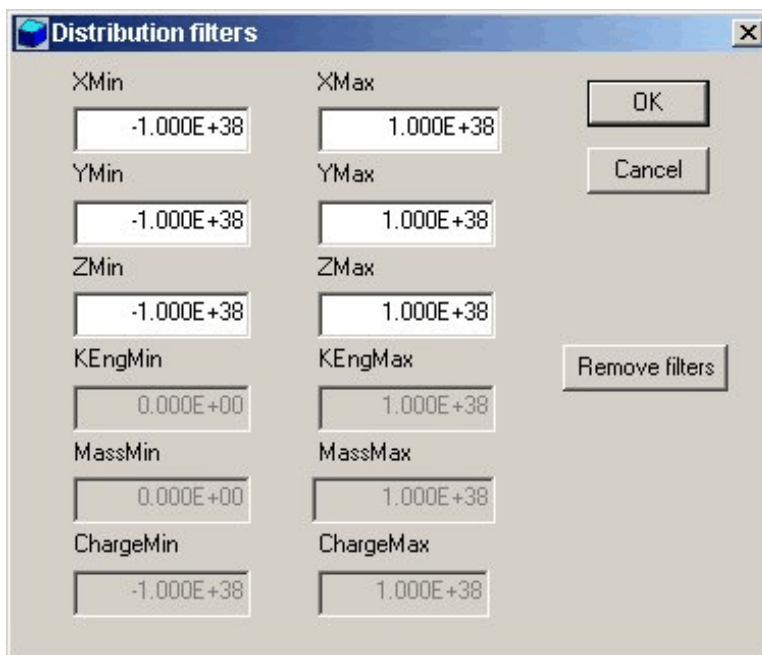 Distribution filters
XMin XMax
-1.000E+38 1.000E+38 OK
YMin YMax Cancel
-1.000E+38 1.000E+38
ZMin ZMax
-1.000E+38 1.000E+38
KEngMin KEngMax Remove filters
0.000E+00 1.000E+38
MassMin MassMax
0.000E+00 1.000E+38
ChargeMin ChargeMax
-1.000E+38 1.000E+38